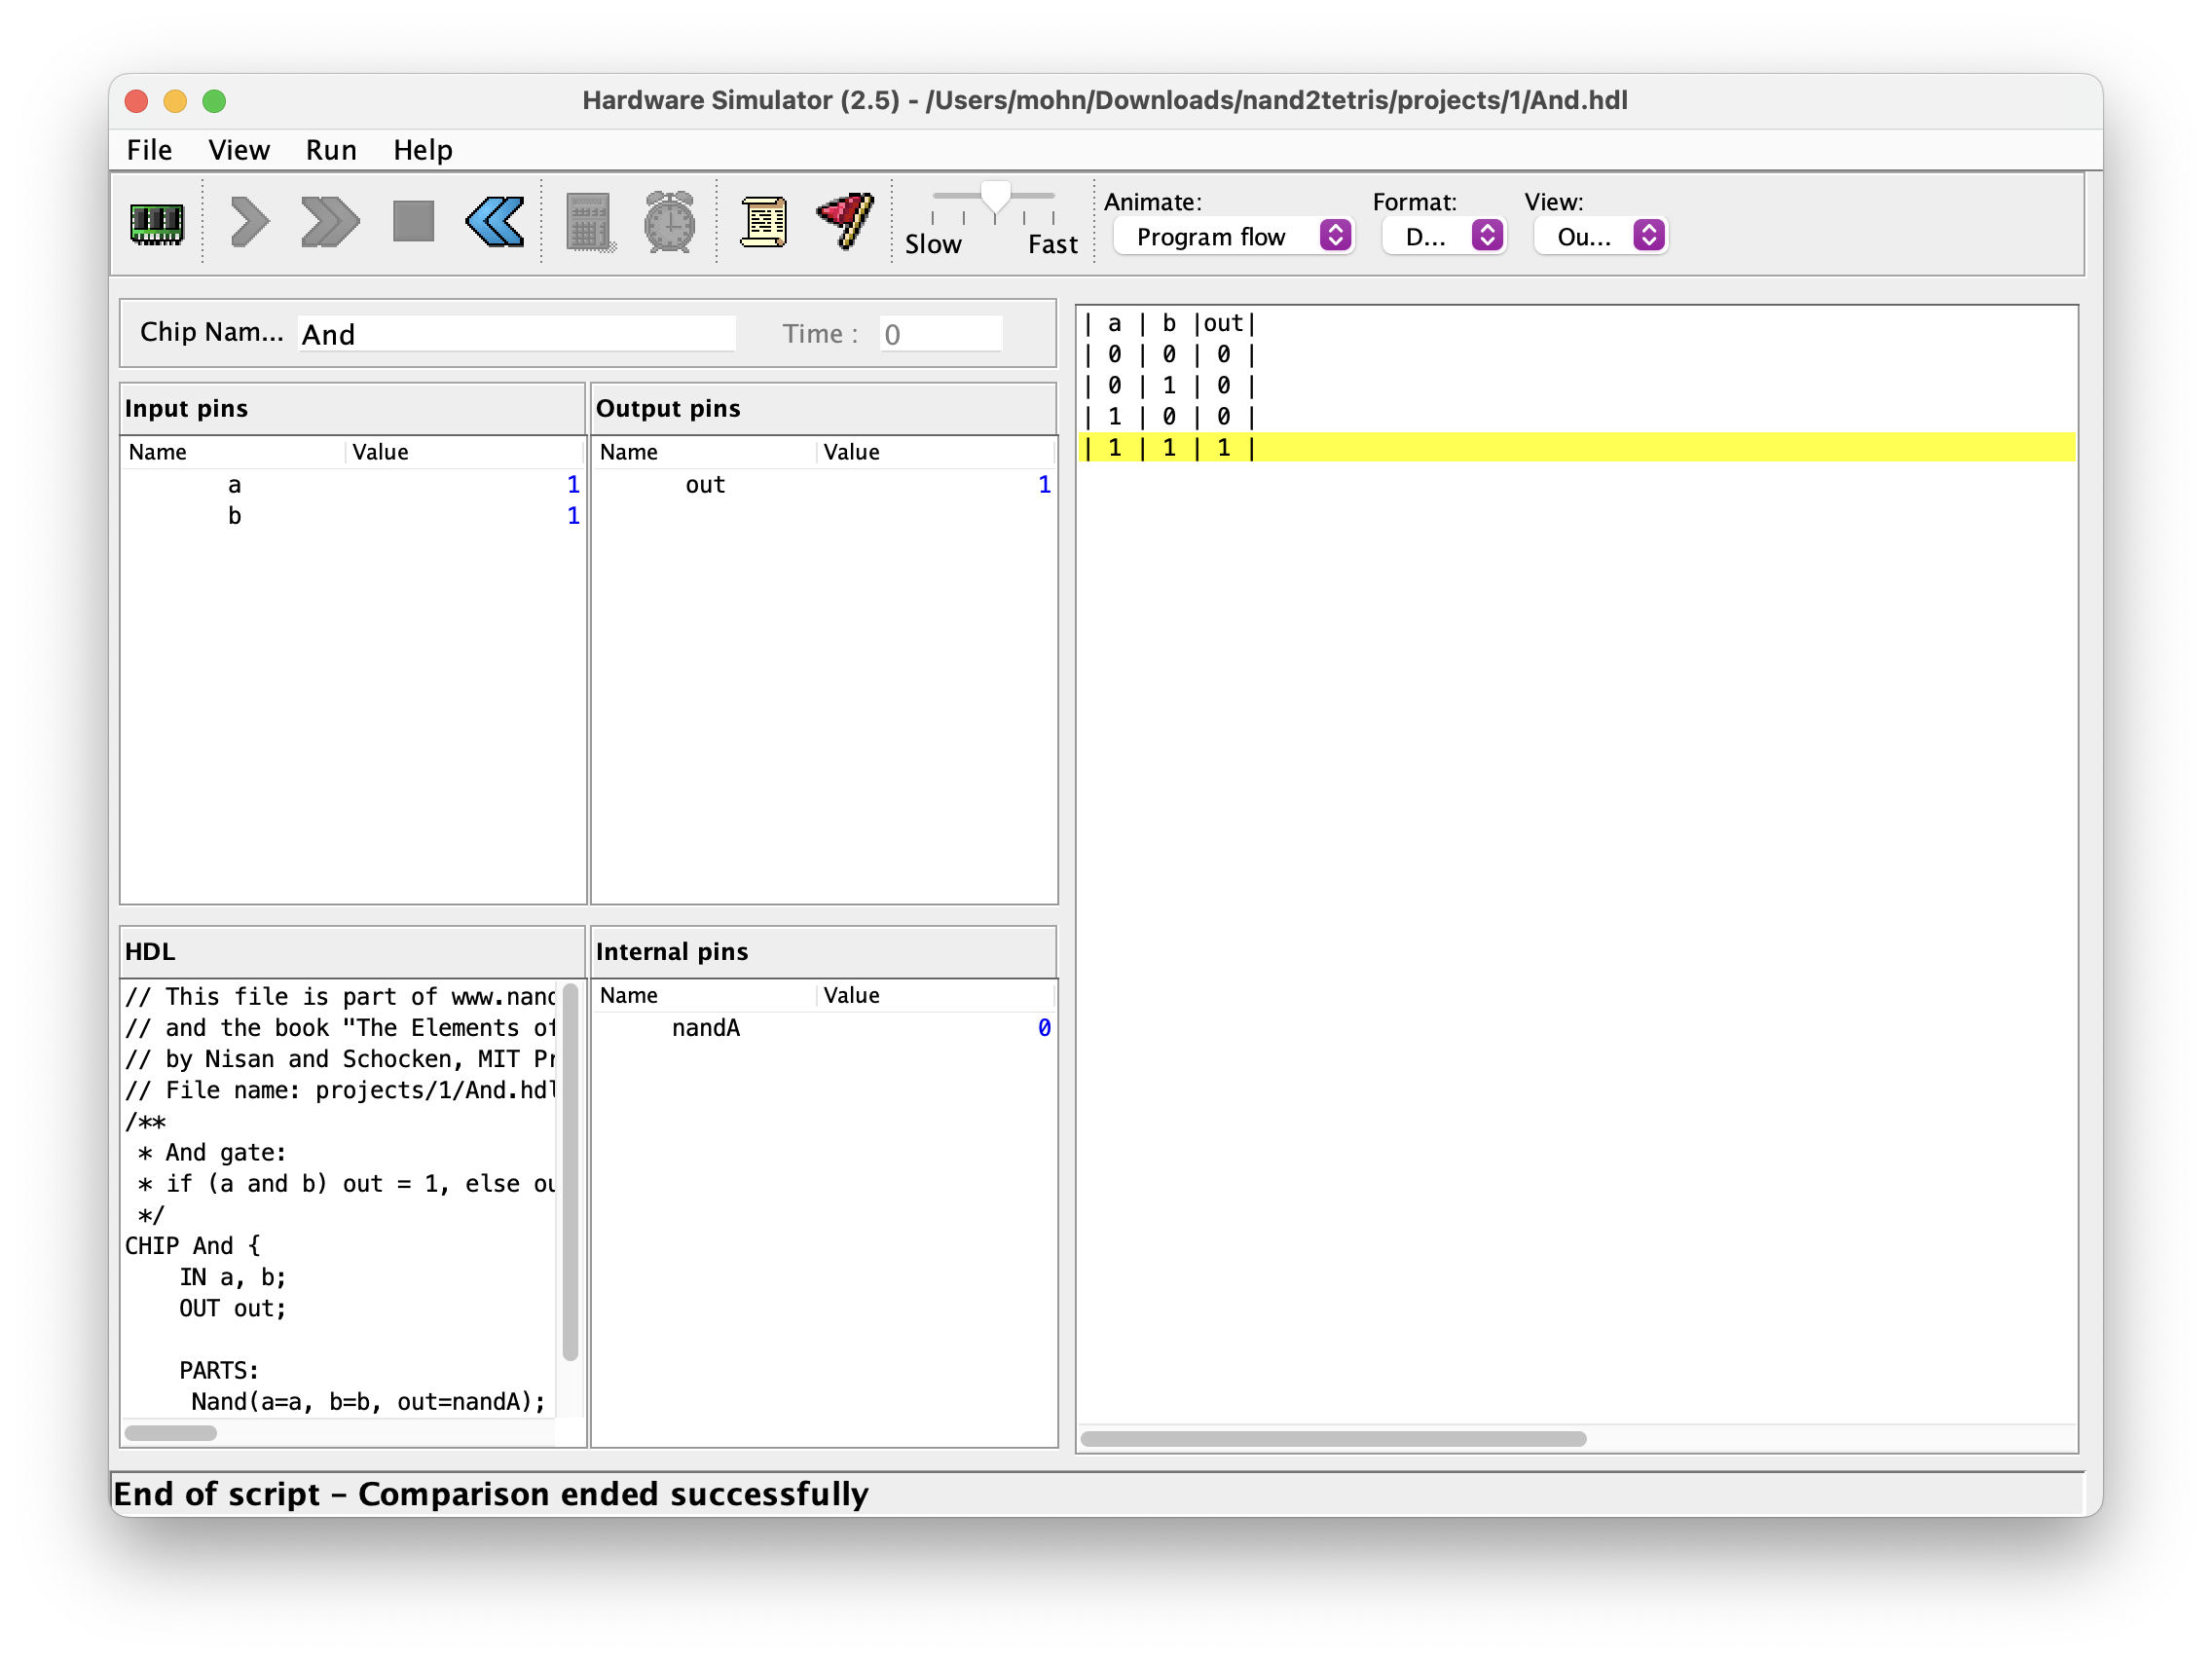 Hardware Simulator (2.5) - /Users/mohn/Downloads/nand2tetris/projects/1/And.hdl
File View Run Help
Animate: Format: View:
Slow Fast Program flow D... Ou...
Chip Nam... And Time : 0
Input pins
Name Value
a 1
b 1
Output pins
Name Value
out 1
HDL
// This file is part of www.nand
// and the book "The Elements of
// by Nisan and Schocken, MIT Pr
// File name: projects/1/And.hdl
/**
* And gate:
* if (a and b) out = 1, else ou
*/
CHIP And {
IN a, b;
OUT out;
PARTS:
Nand(a=a, b=b, out=nandA);
Internal pins
Name Value
nandA 0
| a | b |out|
| 0 | 0 | 0 |
| 0 | 1 | 0 |
| 1 | 0 | 0 |
| 1 | 1 | 1 |
End of script - Comparison ended successfully